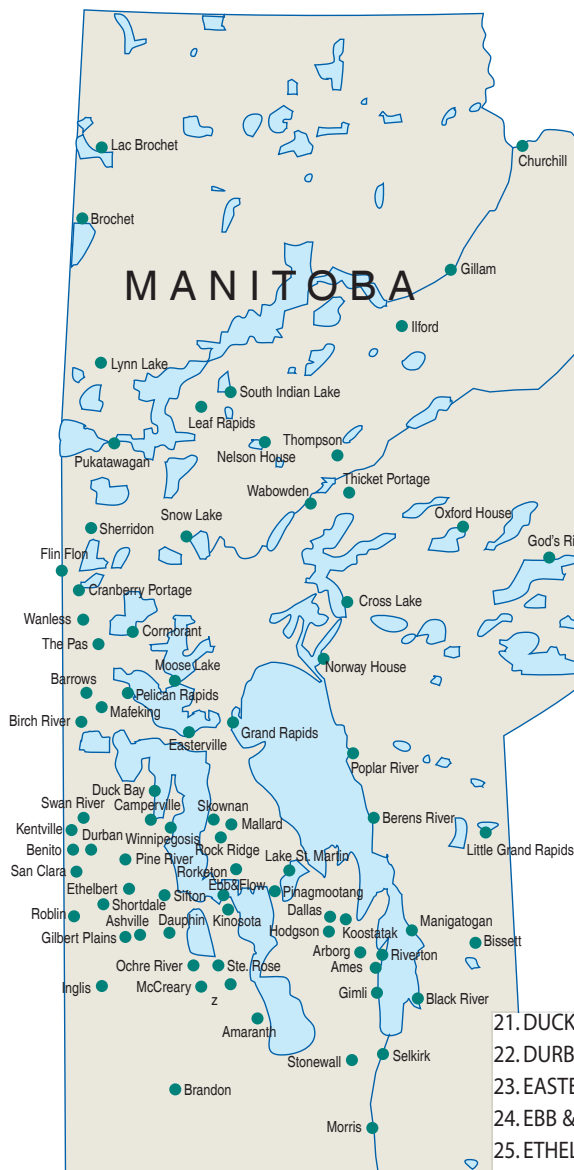 Lac Brochet
Churchill
Brochet
Gillam
MANITOBA
Ilford
Lynn Lake
South Indian Lake
Leaf Rapids
Thompson
Nelson House
Pukatawagan
Thicket Portage
Wabowden
Oxford House
Snow Lake
Sherridon
God's Ri
Flin Flon
Cranberry Portage
Cross Lake
Wanless
Cormorant
The Pas
Norway House
Moose Lake
Barrows
Pelican Rapids
Mafeking
Birch River
Grand Rapids
Easterville
Poplar River
Duck Bay
Swan River
Camperville
Skownan
Berens River
Mallard
Kentville
Durban
Winnipegosis
Little Grand Rapids
Rock Ridge
Benito
Pine River
Lake St. Martin
San Clara
Rorketon
Ethelbert
Ebb&Flow
Pinagmootang
Sifton
Shortdale
Roblin
Kinosota
Dallas
Ashville
Dauphin
Manigatogan
Gilbert Plains
Hodgson
Koostatak
Bissett
Arborg
Riverton
Ochre River
Ste. Rose
Ames
Inglis
McCreary
Gimli
Black River
z
Amaranth
21. DUCK
22. DURB
Stonewall
Selkirk
23. EASTE
Brandon
24. EBB &
Morris
25. ETHEL